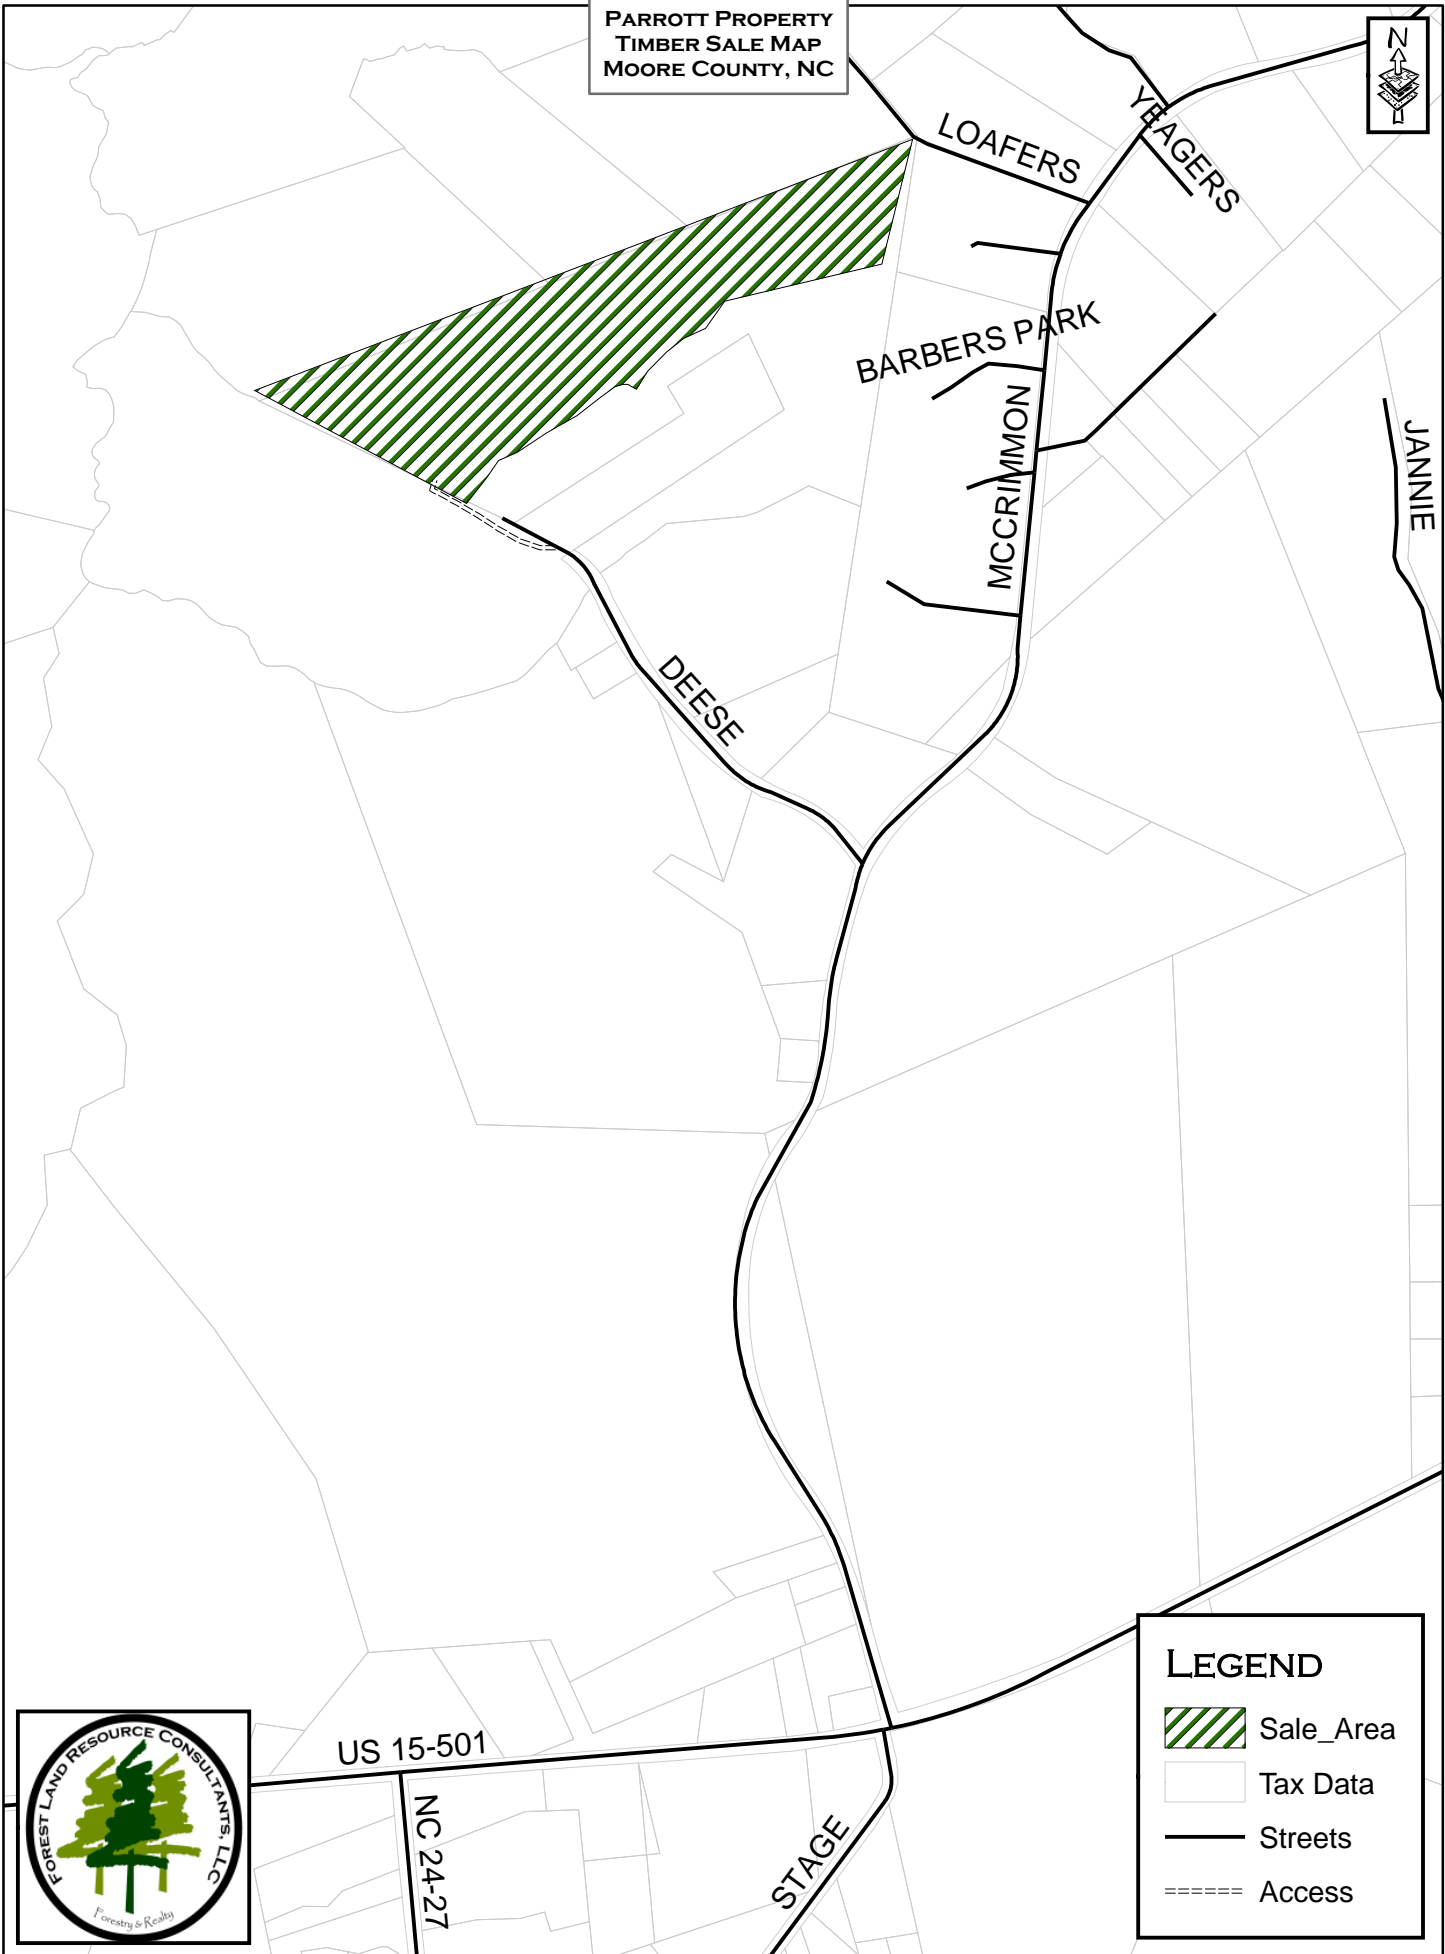 PARROTT PROPERTY
TIMBER SALE MAP
MOORE COUNTY, NC
N
LOAFERS
YEAGERS
BARBERS PARK
MCCRIMMON
JANNIE
DEESE
US 15-501
NC 24-27
STAGE
LEGEND
Sale_Area
Tax Data
Streets
Access
FOREST LAND RESOURCE CONSULTANTS, LLC
Forestry & Realty